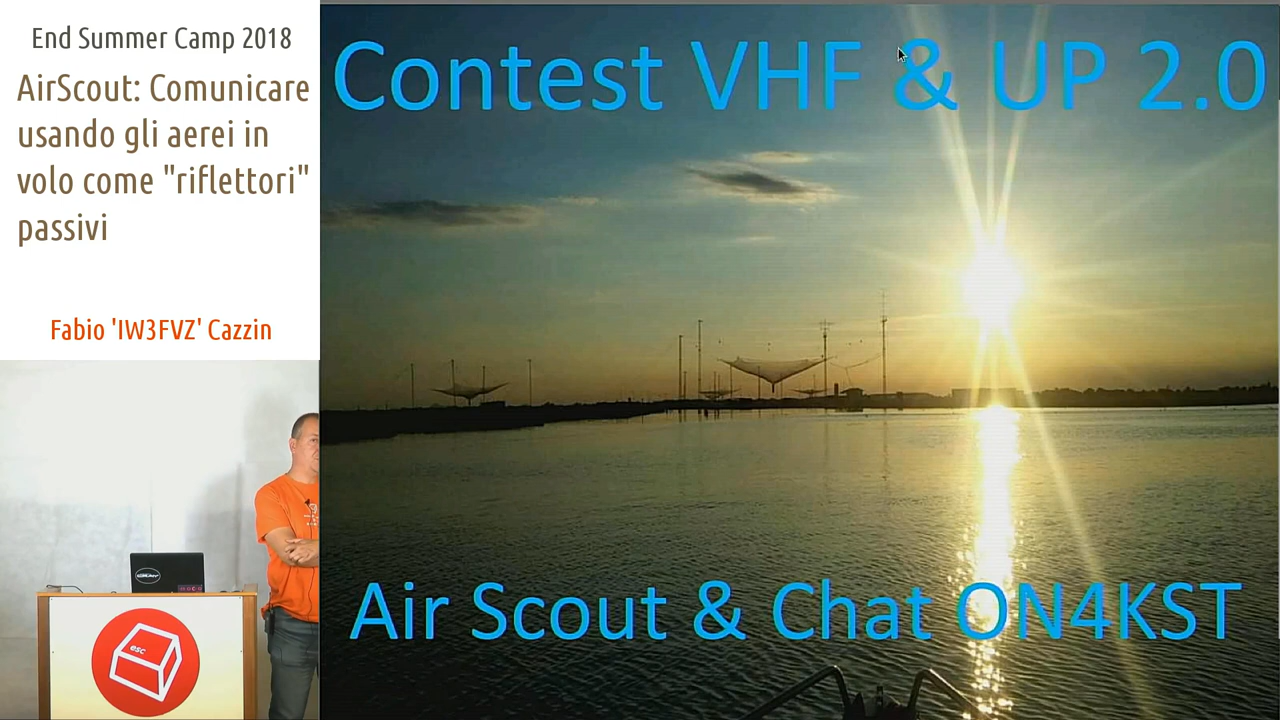 End Summer Camp 2018
AirScout: Comunicare
usando gli aerei in
volo come "riflettori"
passivi
Fabio 'IW3FVZ' Cazzin
Contest VHF & UP 2.0
Air Scout & Chat ON4KST
esc